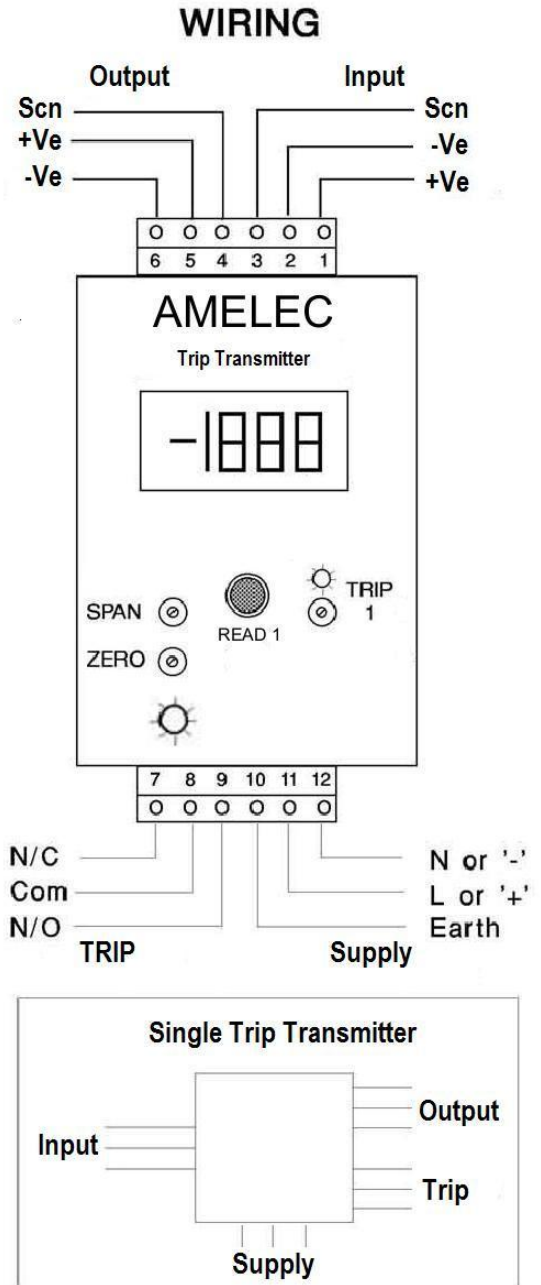 WIRING
Output Input
Scn Scn
+Ve -Ve
-Ve +Ve
6 5 4 3 2 1
AMELEC
Trip Transmitter
-1888
SPAN
TRIP
1
READ 1
ZERO
7 8 9 10 11 12
N/C N or '-'
Com L or '+'
N/O Earth
TRIP Supply
Single Trip Transmitter
Output
Input
Trip
Supply